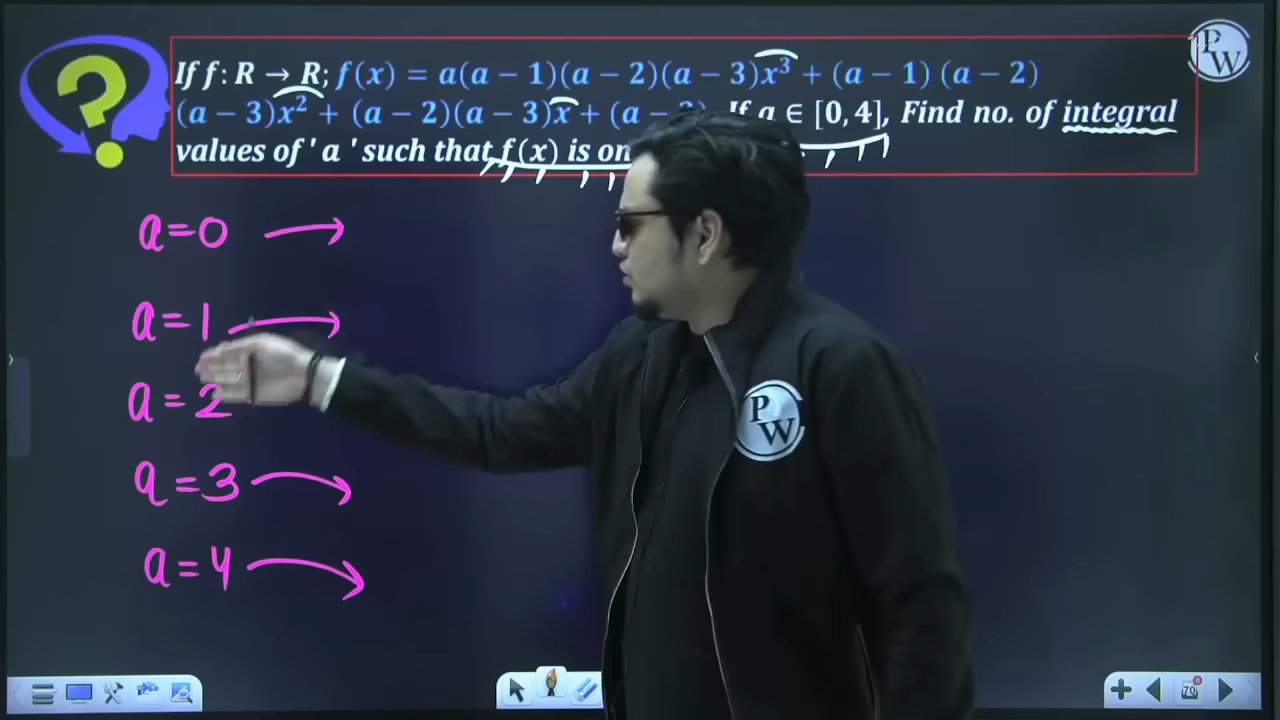 If f: R → R; f(x) = a(a − 1)(a − 2)(a − 3)x³ + (a − 1) (a − 2)
(a − 3)x² + (a − 2)(a − 3)x + (a − If a ∈ [0, 4], Find no. of integral
values of 'a' such that f(x) is
a=0 →
a=1 →
a=2
a=3 →
a=4 →
PW
PW
79